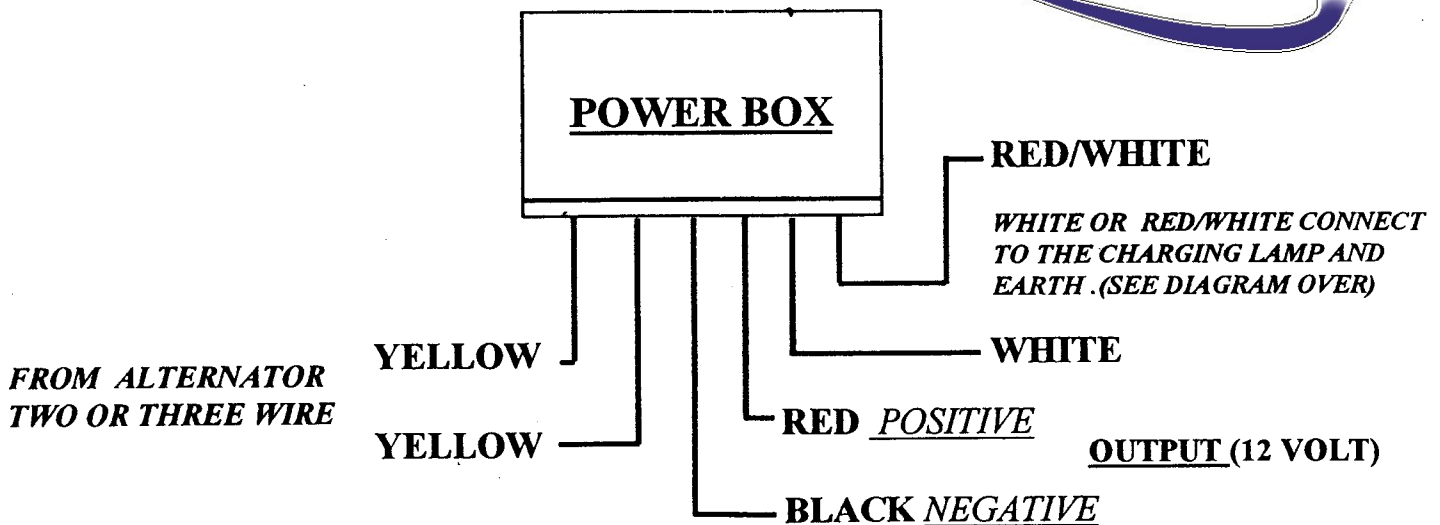 POWER BOX
RED/WHITE
WHITE OR RED/WHITE CONNECT
TO THE CHARGING LAMP AND
EARTH .(SEE DIAGRAM OVER)
WHITE
YELLOW
FROM ALTERNATOR
TWO OR THREE WIRE
YELLOW
RED POSITIVE
OUTPUT (12 VOLT)
BLACK NEGATIVE